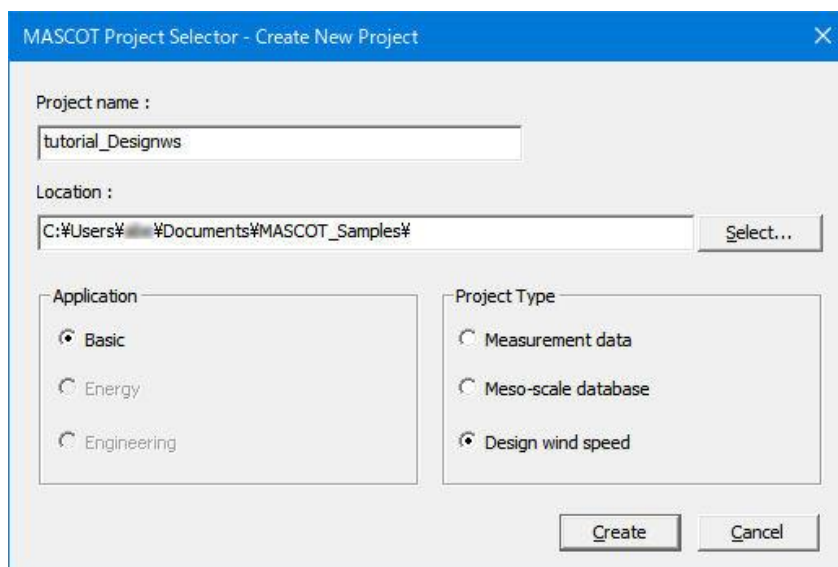 MASCOT Project Selector - Create New Project
Project name :
tutorial_Designws
Location :
C:¥Users¥ ¥Documents¥MASCOT_Samples¥
Select...
Application
Basic
Energy
Engineering
Project Type
Measurement data
Meso-scale database
Design wind speed
Create
Cancel